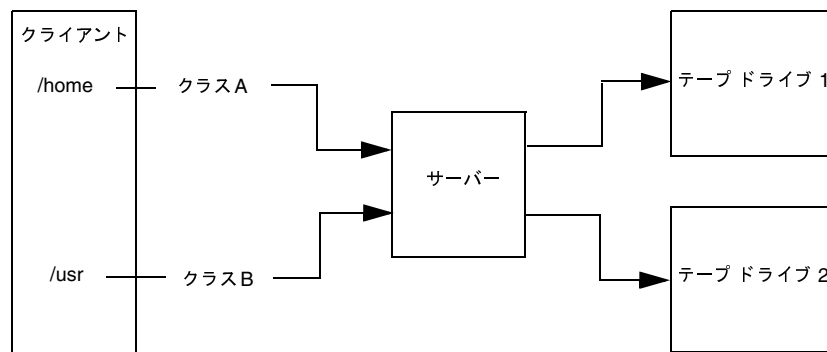 クライアント
/home
クラスA
テープ ドライブ 1
サーバー
/usr
クラスB
テープ ドライブ 2